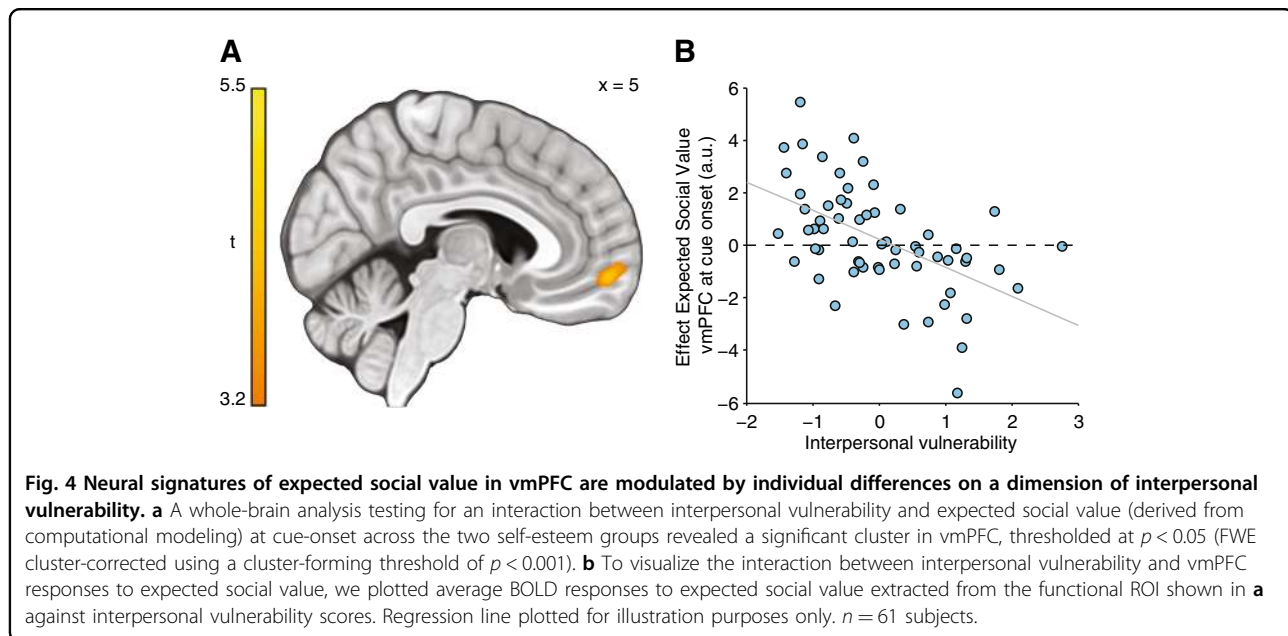 A
5.5
x = 5
t
3.2
B
6
4
2
0
−2
−4
−6
Effect Expected Social Value
vmPFC at cue onset (a.u.)
−2
−1
0
1
2
3
Interpersonal vulnerability
Fig. 4 Neural signatures of expected social value in vmPFC are modulated by individual differences on a dimension of interpersonal
vulnerability. a A whole-brain analysis testing for an interaction between interpersonal vulnerability and expected social value (derived from
computational modeling) at cue-onset across the two self-esteem groups revealed a significant cluster in vmPFC, thresholded at p < 0.05 (FWE
cluster-corrected using a cluster-forming threshold of p < 0.001). b To visualize the interaction between interpersonal vulnerability and vmPFC
responses to expected social value, we plotted average BOLD responses to expected social value extracted from the functional ROI shown in a
against interpersonal vulnerability scores. Regression line plotted for illustration purposes only. n = 61 subjects.